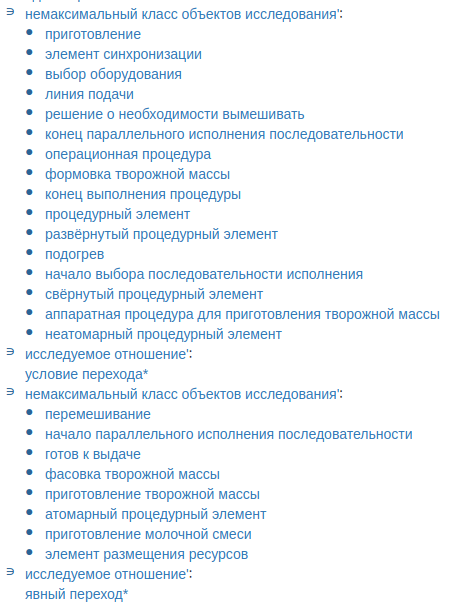 ∍ немаксимальный класс объектов исследования':
• приготовление
• элемент синхронизации
• выбор оборудования
• линия подачи
• решение о необходимости вымешивать
• конец параллельного исполнения последовательности
• операционная процедура
• формовка творожной массы
• конец выполнения процедуры
• процедурный элемент
• развёрнутый процедурный элемент
• подогрев
• начало выбора последовательности исполнения
• свёрнутый процедурный элемент
• аппаратная процедура для приготовления творожной массы
• неатомарный процедурный элемент
∍ исследуемое отношение':
условие перехода*
∍ немаксимальный класс объектов исследования':
• перемешивание
• начало параллельного исполнения последовательности
• готов к выдаче
• фасовка творожной массы
• приготовление творожной массы
• атомарный процедурный элемент
• приготовление молочной смеси
• элемент размещения ресурсов
∍ исследуемое отношение':
явный переход*